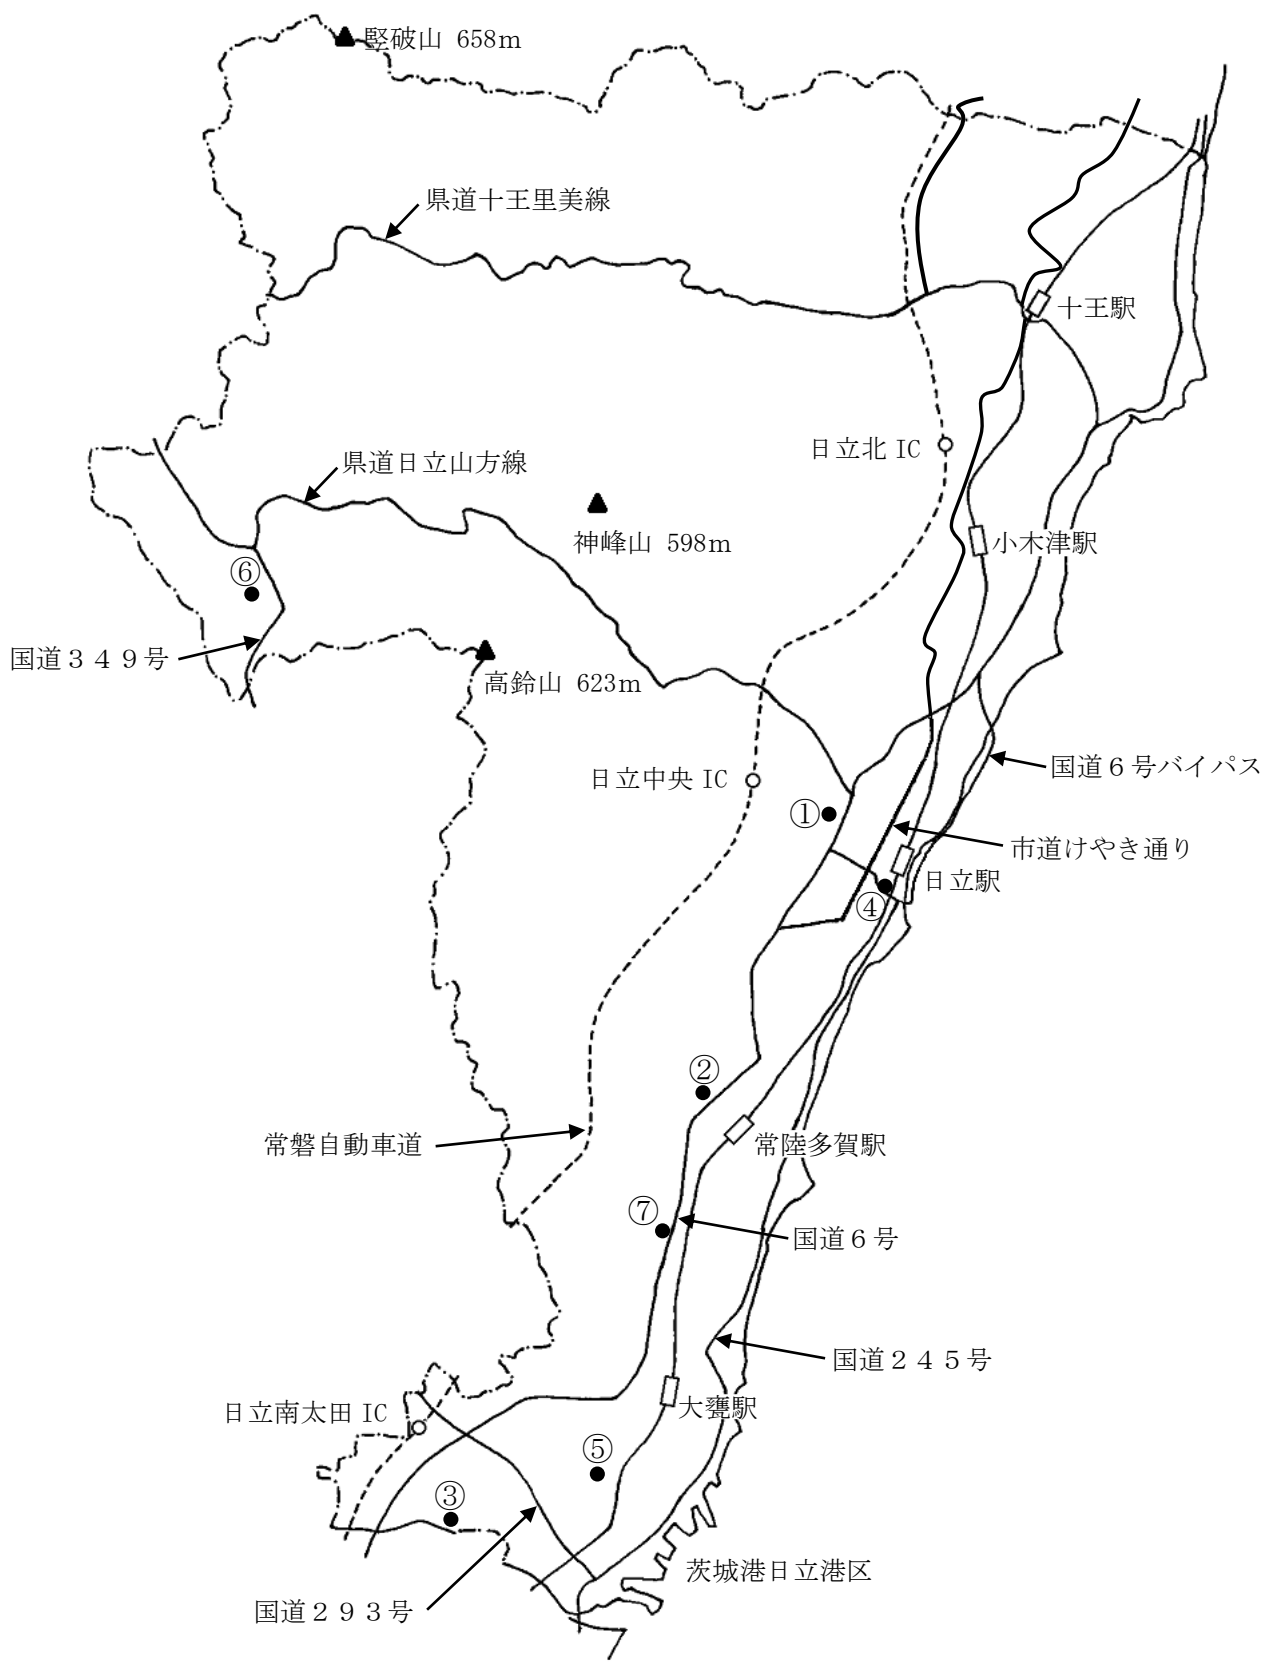 竪破山 658m
県道十王里美線
十王駅
日立北 IC
県道日立山方線
神峰山 598m
小木津駅
⑥
国道３４９号
高鈴山 623m
日立中央 IC
国道６号バイパス
①
市道けやき通り
日立駅
④
②
常磐自動車道
常陸多賀駅
⑦
国道６号
国道２４５号
大甕駅
日立南太田 IC
⑤
③
茨城港日立港区
国道２９３号